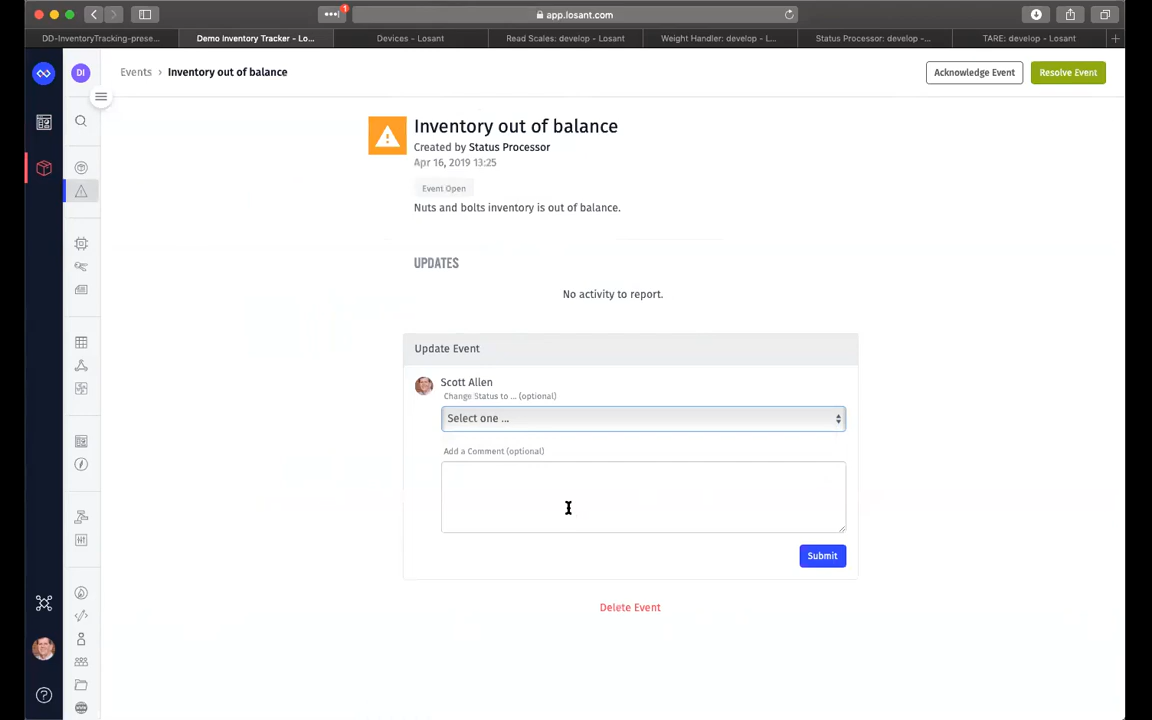 app.losant.com
1
DD-InventoryTracking-prese...
Demo Inventory Tracker - Lo...
Devices - Losant
Read Scales: develop - Losant
Weight Handler: develop - L...
Status Processor: develop -...
TARE: develop - Losant
DI
Events › Inventory out of balance
Acknowledge Event
Resolve Event
Inventory out of balance
Created by Status Processor
Apr 16, 2019 13:25
Event Open
Nuts and bolts inventory is out of balance.
UPDATES
No activity to report.
Update Event
Scott Allen
Change Status to ... (optional)
Select one ...
Add a Comment (optional)
Submit
Delete Event